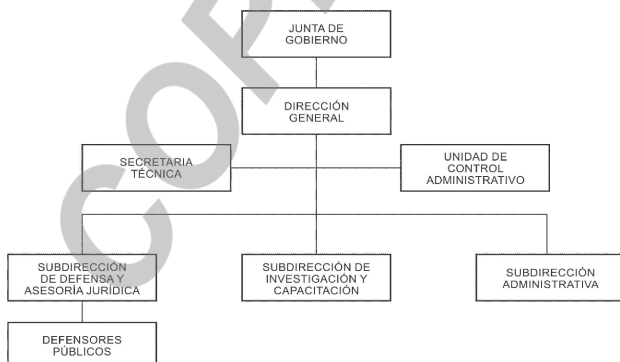 JUNTA DE
GOBIERNO
DIRECCIÓN
GENERAL
SECRETARIA
TÉCNICA
UNIDAD DE
CONTROL
ADMINISTRATIVO
SUBDIRECCIÓN
DE DEFENSA Y
ASESORÍA JURÍDICA
SUBDIRECCIÓN DE
INVESTIGACIÓN Y
CAPACITACIÓN
SUBDIRECCIÓN
ADMINISTRATIVA
DEFENSORES
PÚBLICOS